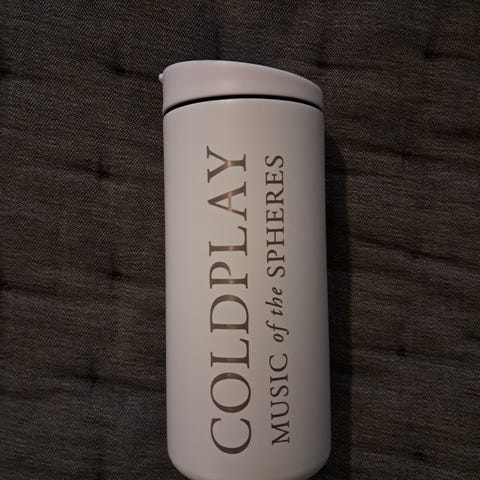 COLDPLAY
MUSIC of the SPHERES